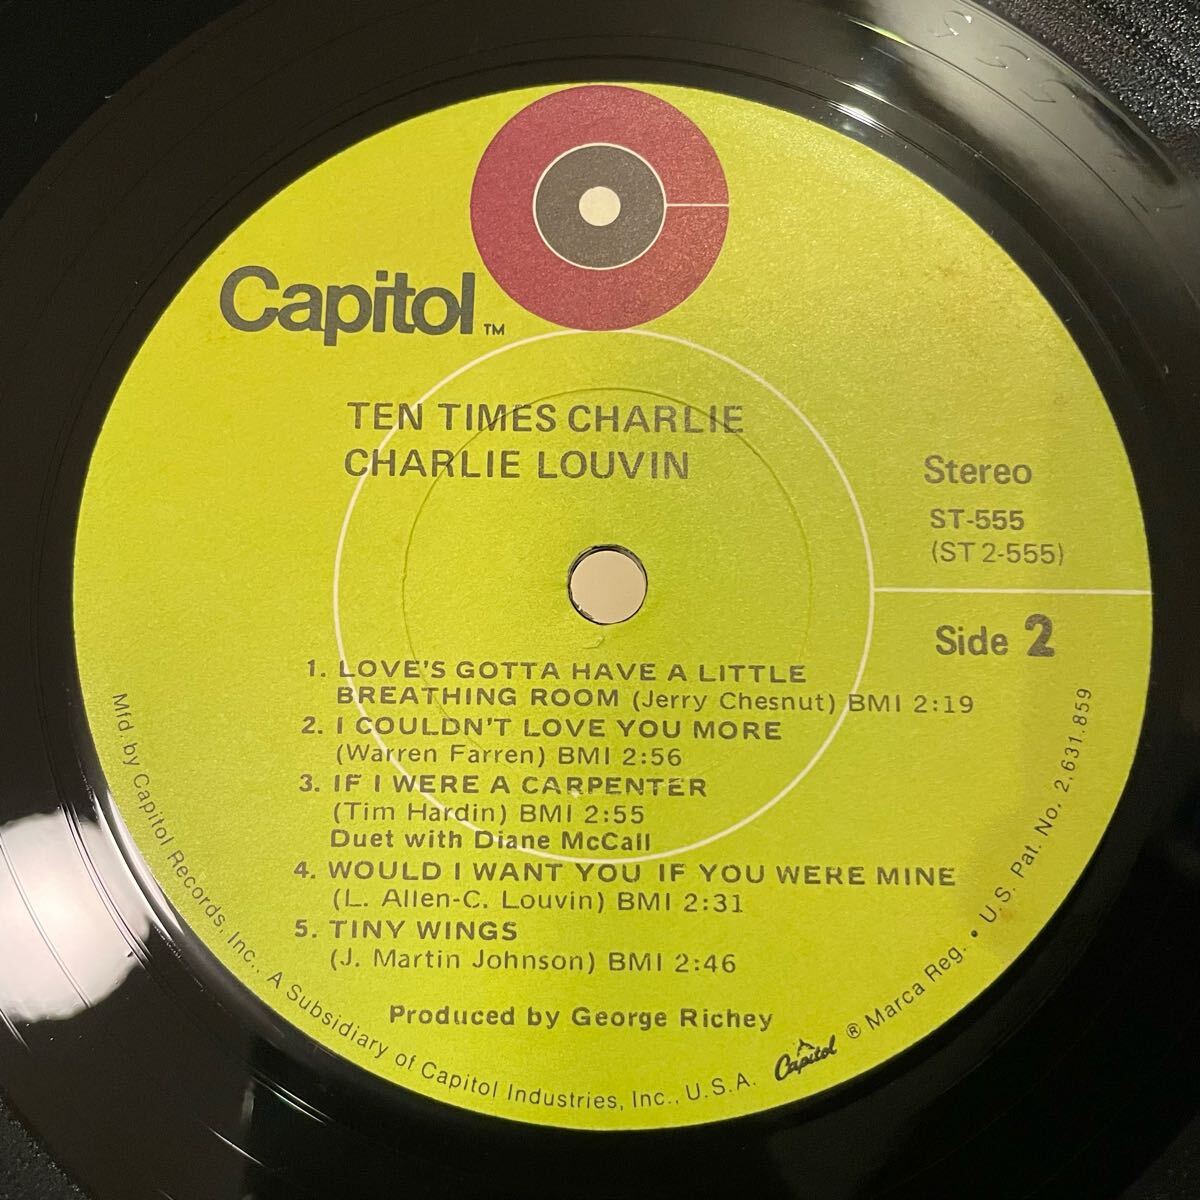 Capitol™
TEN TIMES CHARLIE
CHARLIE LOUVIN
Stereo
ST-555
(ST 2-555)
Side 2
1. LOVE'S GOTTA HAVE A LITTLE
BREATHING ROOM (Jerry Chesnut) BMI 2:19
2. I COULDN'T LOVE YOU MORE
(Warren Farren) BMI 2:56
3. IF I WERE A CARPENTER
(Tim Hardin) BMI 2:55
Duet with Diane McCall
4. WOULD I WANT YOU IF YOU WERE MINE
(L. Allen-C. Louvin) BMI 2:31
5. TINY WINGS
(J. Martin Johnson) BMI 2:46
Produced by George Richey
Mfd. by Capitol Records, Inc., A Subsidiary of Capitol Industries, Inc., U.S.A. Capitol ® Marca Reg. • U.S. Pat. No. 2,631,859